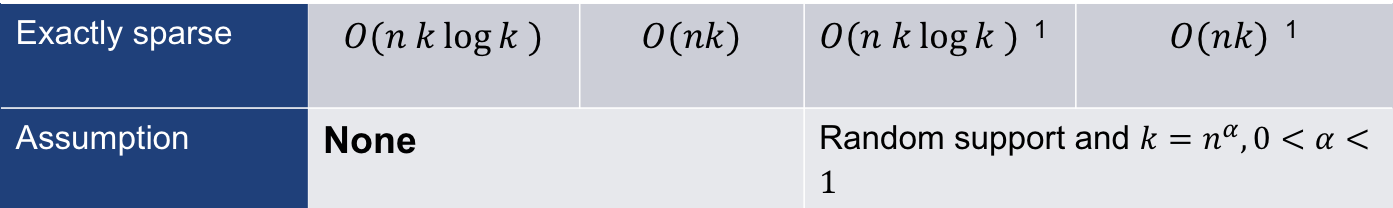 Exactly sparse O(n k log k ) O(nk) O(n k log k ) 1 O(nk) 1
Assumption None Random support and k = n^α, 0 < α <
1